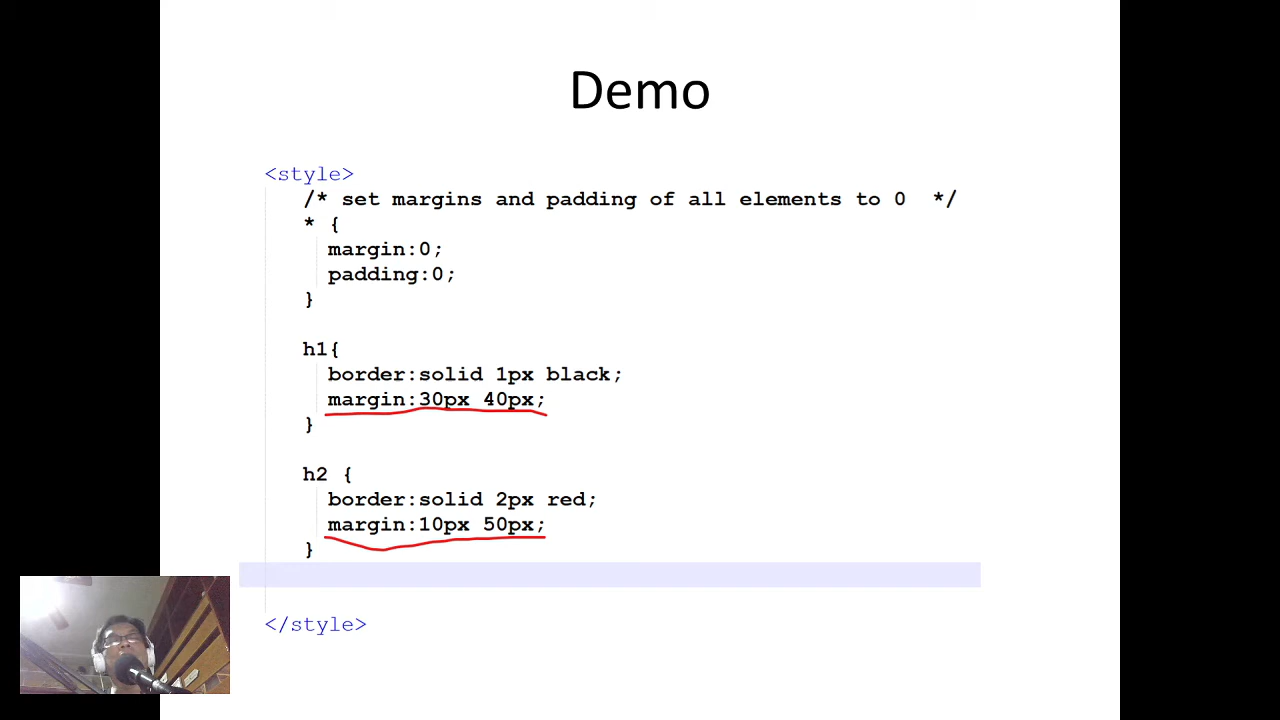 Demo
<style>
/* set margins and padding of all elements to 0  */
* {
margin:0;
padding:0;
}
h1{
border:solid 1px black;
margin:30px 40px;
}
h2 {
border:solid 2px red;
margin:10px 50px;
}
</style>